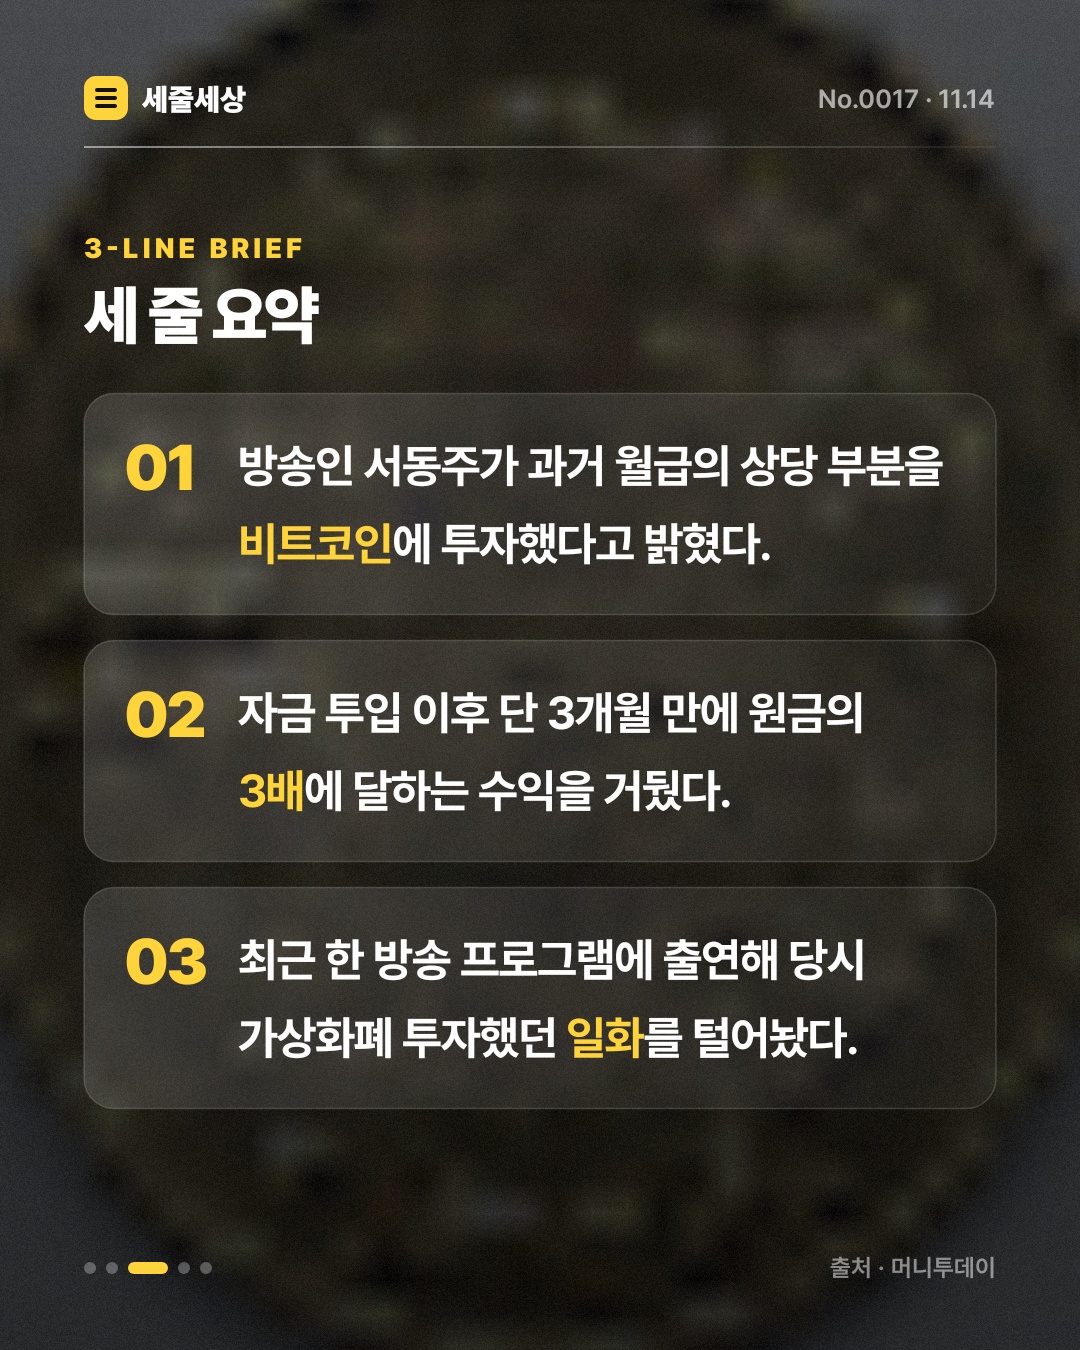 세줄세상
No.0017 · 11.14
3-LINE BRIEF
세 줄 요약
01
방송인 서동주가 과거 월급의 상당 부분을
비트코인에 투자했다고 밝혔다.
02
자금 투입 이후 단 3개월 만에 원금의
3배에 달하는 수익을 거뒀다.
03
최근 한 방송 프로그램에 출연해 당시
가상화폐 투자했던 일화를 털어놨다.
출처 · 머니투데이